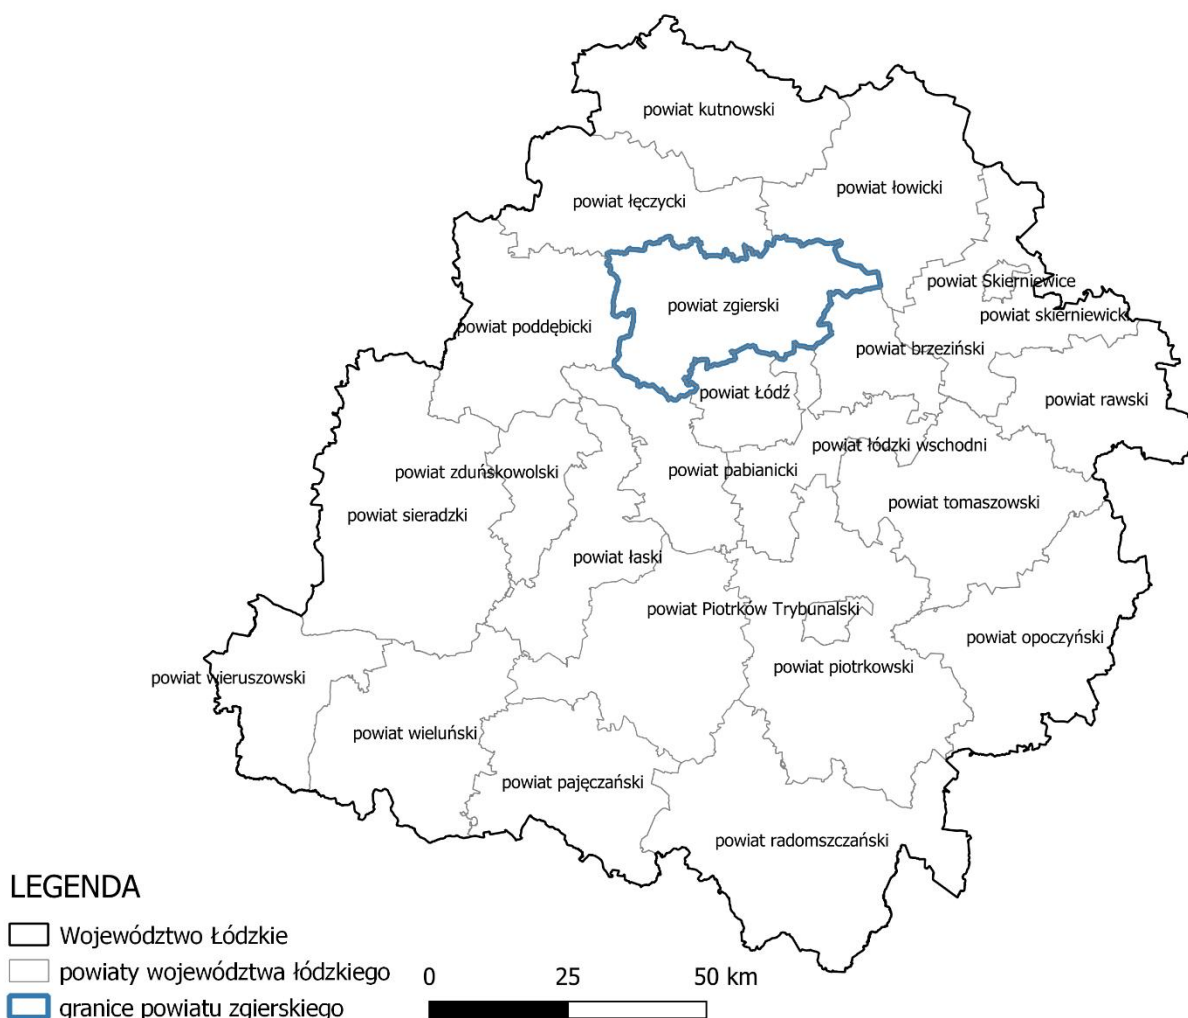 powiat kutnowski
powiat łęczycki
powiat łowicki
powiat Skierniewice
powiat zgierski
powiat skierniewicki
powiat poddębicki
powiat brzeziński
powiat Łódź
powiat rawski
powiat łódzki wschodni
powiat zduńskowolski
powiat pabianicki
powiat tomaszowski
powiat sieradzki
powiat łaski
powiat Piotrków Trybunalski
powiat opoczyński
powiat piotrkowski
powiat wieruszowski
powiat wieluński
powiat pajęczański
powiat radomszczański
LEGENDA
Województwo Łódzkie
powiaty województwa łódzkiego
granice powiatu zgierskiego
0 25 50 km